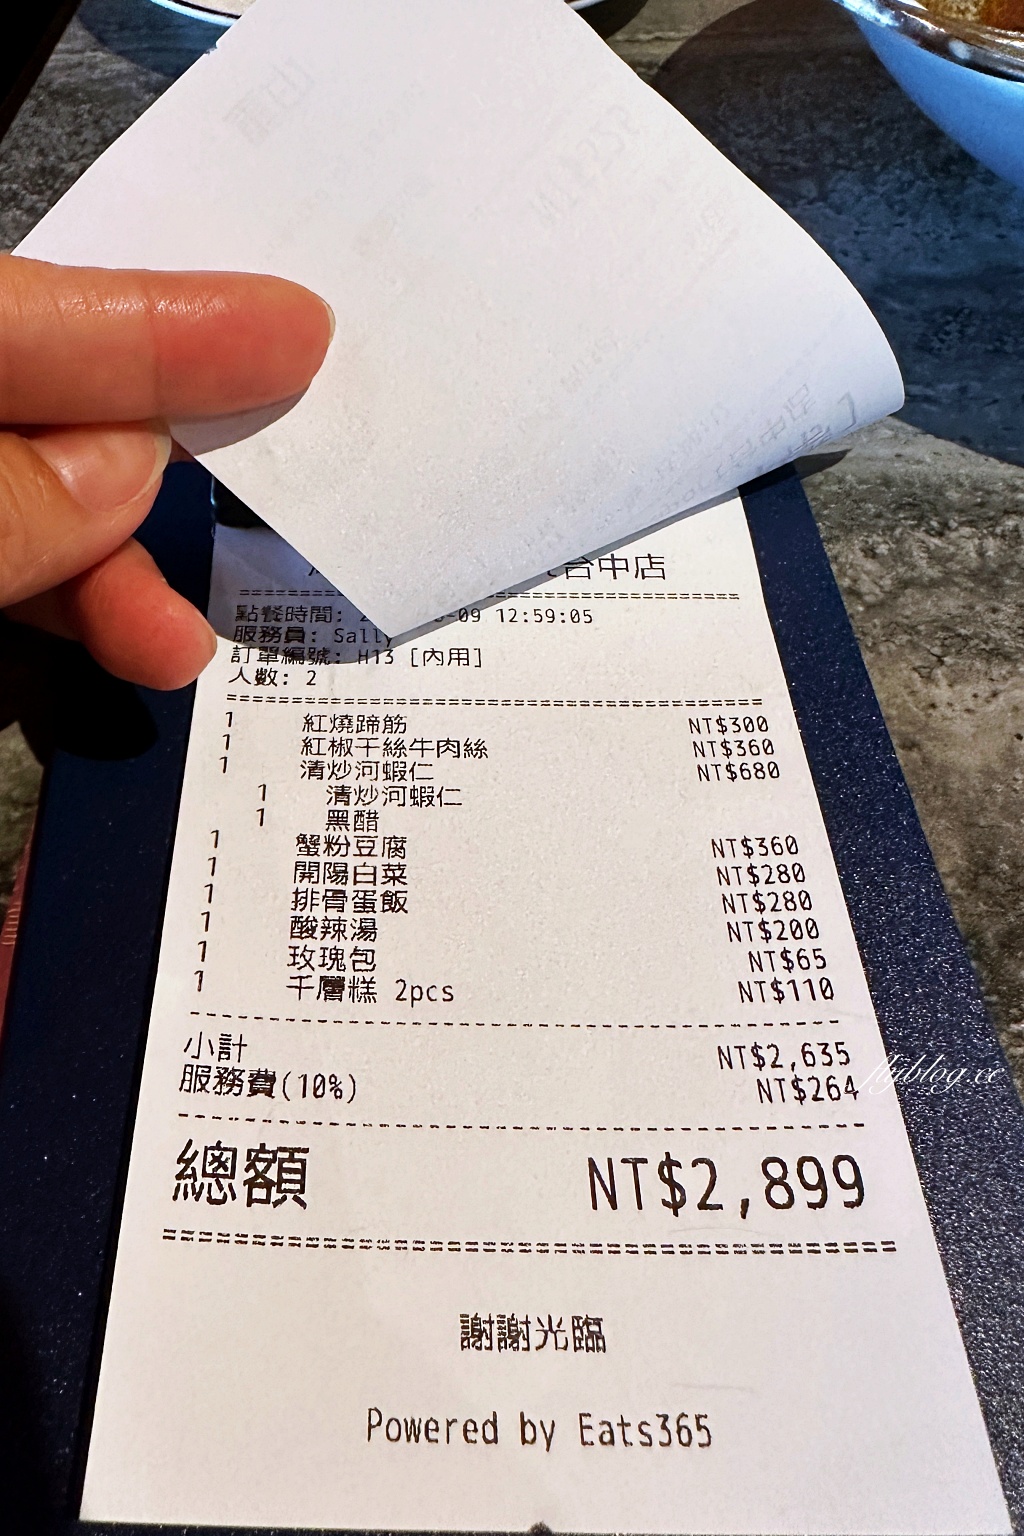 台中店
點餐時間: 2 -09 12:59:05
服務員: Sally
訂單編號: H13 [內用]
人數: 2
1 紅燒蹄筋 NT$300
1 紅椒干絲牛肉絲 NT$360
1 清炒河蝦仁 NT$680
1 清炒河蝦仁
1 黑醋
1 蟹粉豆腐 NT$360
1 開陽白菜 NT$280
1 排骨蛋飯 NT$280
1 酸辣湯 NT$200
1 玫瑰包 NT$65
1 千層糕 2pcs NT$110
小計 NT$2,635
服務費(10%) NT$264
flyblog.cc
總額 NT$2,899
謝謝光臨
Powered by Eats365